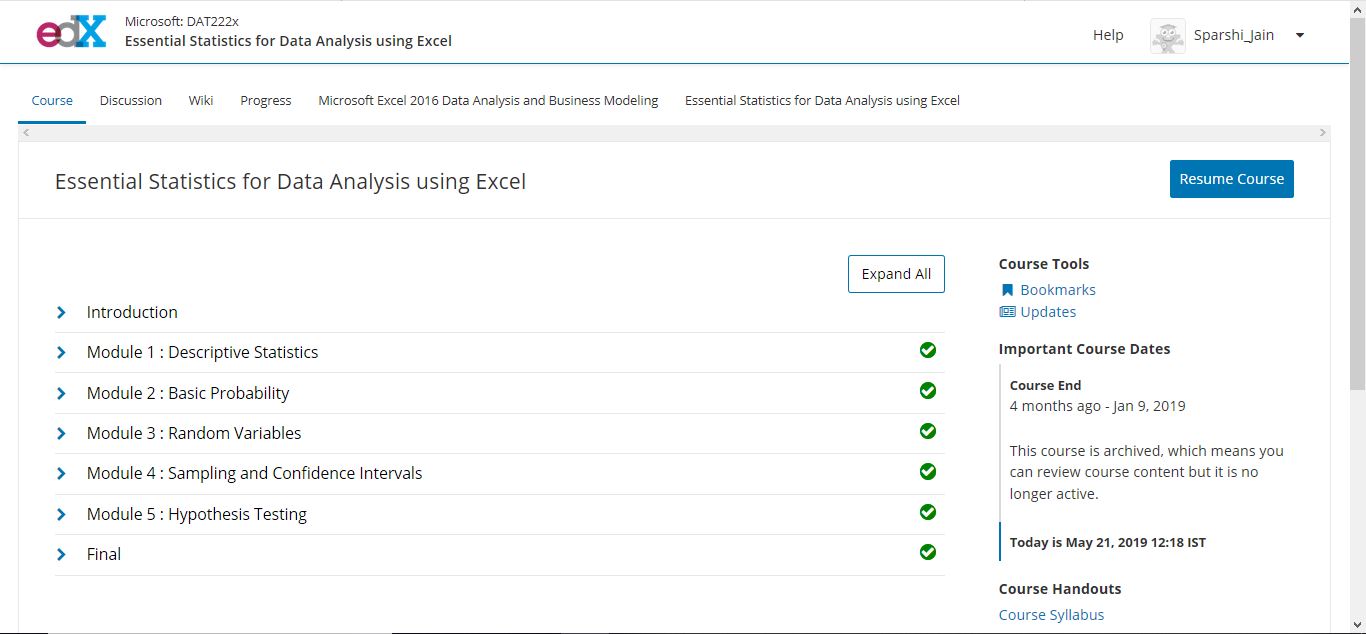 edX
Microsoft: DAT222x
Essential Statistics for Data Analysis using Excel
Help
Sparshi_Jain
Course
Discussion
Wiki
Progress
Microsoft Excel 2016 Data Analysis and Business Modeling
Essential Statistics for Data Analysis using Excel
Essential Statistics for Data Analysis using Excel
Resume Course
Expand All
Introduction
Module 1 : Descriptive Statistics
Module 2 : Basic Probability
Module 3 : Random Variables
Module 4 : Sampling and Confidence Intervals
Module 5 : Hypothesis Testing
Final
Course Tools
Bookmarks
Updates
Important Course Dates
Course End
4 months ago - Jan 9, 2019
This course is archived, which means you
can review course content but it is no
longer active.
Today is May 21, 2019 12:18 IST
Course Handouts
Course Syllabus